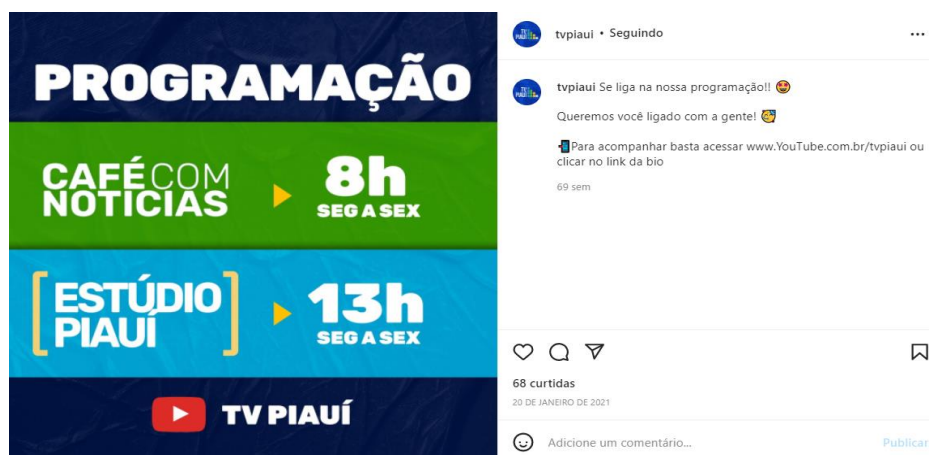 PROGRAMAÇÃO
CAFÉ COM
NOTÍCIAS
8h
SEG A SEX
ESTÚDIO
PIAUÍ
13h
SEG A SEX
TV PIAUÍ
tvpiaui • Seguindo
tvpiaui Se liga na nossa programação!! 🤩
Queremos você ligado com a gente! 🥳
📲Para acompanhar basta acessar www.YouTube.com.br/tvpiaui ou
clicar no link da bio
69 sem
68 curtidas
20 DE JANEIRO DE 2021
Adicione um comentário...
Publicar